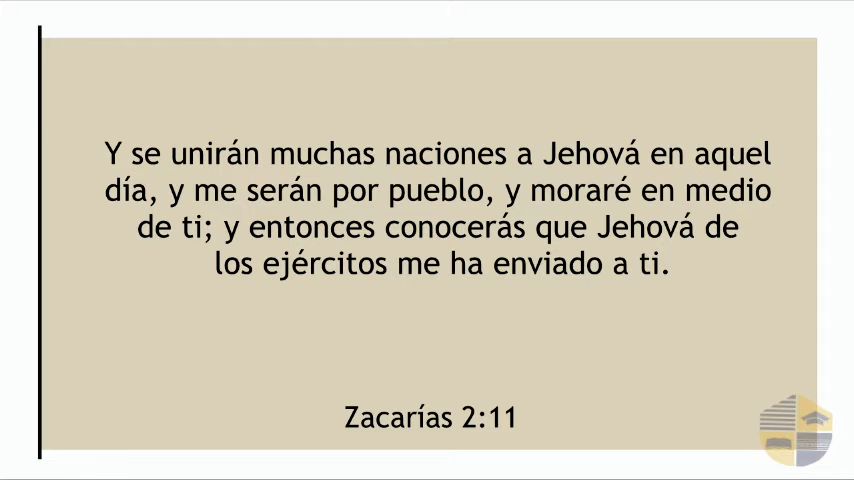 Y se unirán muchas naciones a Jehová en aquel
día, y me serán por pueblo, y moraré en medio
de ti; y entonces conocerás que Jehová de
los ejércitos me ha enviado a ti.
Zacarías 2:11